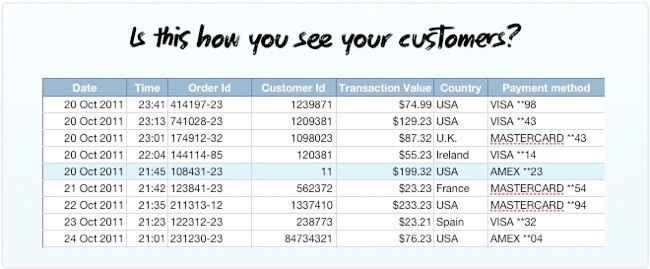 Is this how you see your customers?
Date Time Order Id Customer Id Transaction Value Country Payment method
20 Oct 2011 23:41 414197-23 1239871 $74.99 USA VISA **98
20 Oct 2011 23:13 741028-23 1209381 $129.23 USA VISA **43
20 Oct 2011 23:01 174912-32 1098023 $87.32 U.K. MASTERCARD **43
20 Oct 2011 22:04 144114-85 120381 $55.23 Ireland VISA **14
20 Oct 2011 21:45 108431-23 11 $199.32 USA AMEX **23
21 Oct 2011 21:42 123841-23 562372 $23.23 France MASTERCARD **54
22 Oct 2011 21:35 211313-12 1337410 $233.23 USA MASTERCARD **94
23 Oct 2011 21:23 122312-23 238773 $23.21 Spain VISA **32
24 Oct 2011 21:01 231230-23 84734321 $76.23 USA AMEX **04